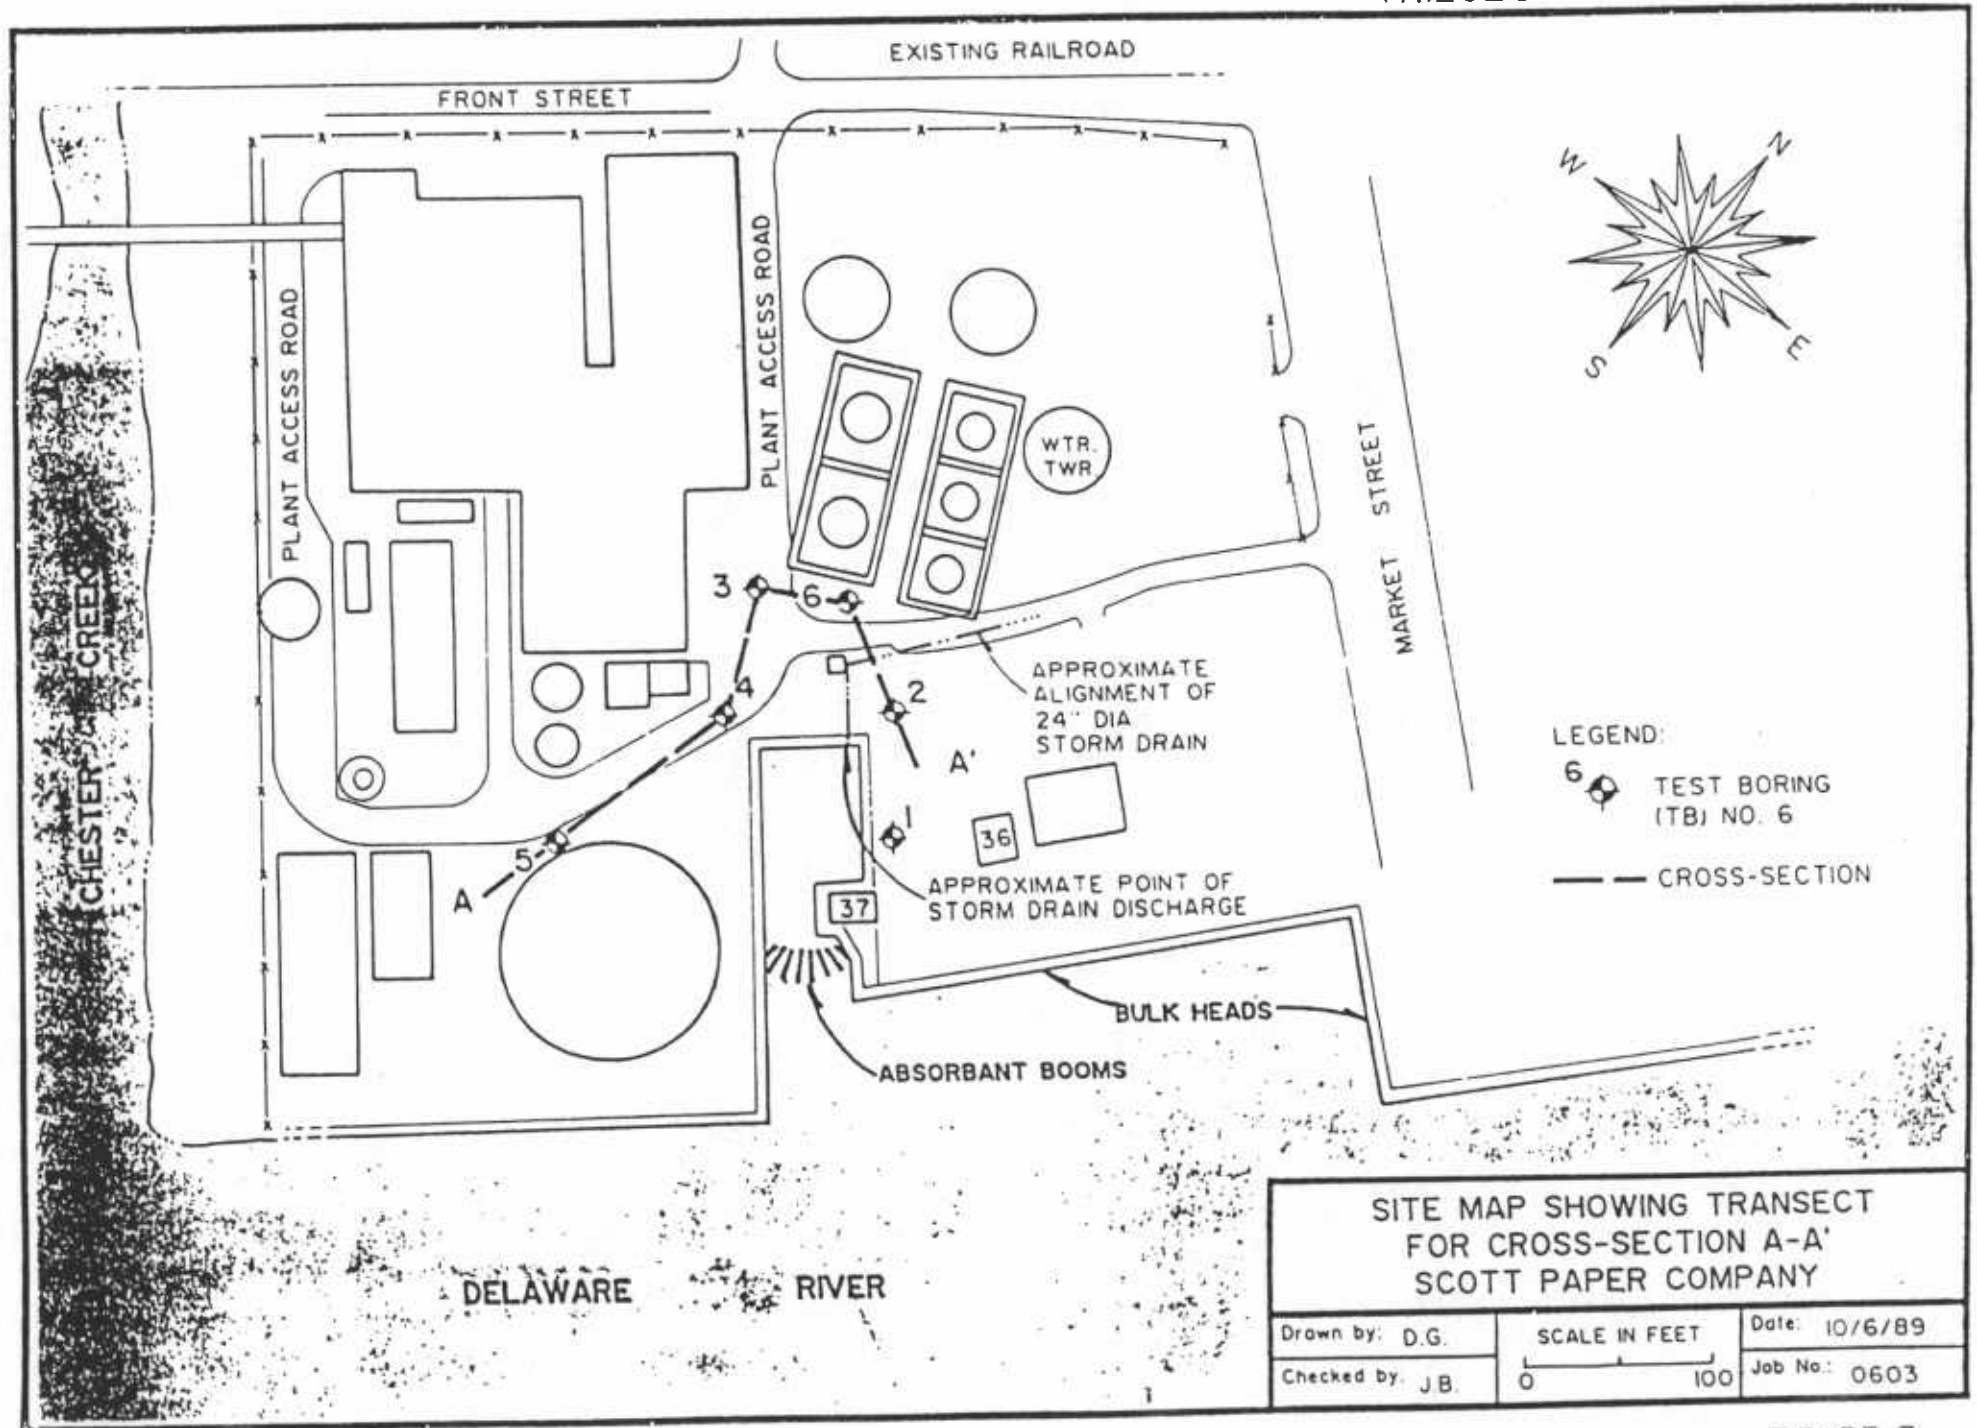 EXISTING RAILROAD
FRONT STREET
W
N
S
E
PLANT ACCESS ROAD
PLANT ACCESS ROAD
WTR.
TWR.
MARKET STREET
CHESTER CREEK
3
6
4
2
A'
1
5
A
36
37
APPROXIMATE
ALIGNMENT OF
24" DIA
STORM DRAIN
APPROXIMATE POINT OF
STORM DRAIN DISCHARGE
LEGEND:
6
TEST BORING
(TB) NO. 6
CROSS-SECTION
BULK HEADS
ABSORBANT BOOMS
DELAWARE RIVER
SITE MAP SHOWING TRANSECT
FOR CROSS-SECTION A-A'
SCOTT PAPER COMPANY
Drawn by: D.G.
Checked by: J.B.
SCALE IN FEET
0 100
Date: 10/6/89
Job No.: 0603